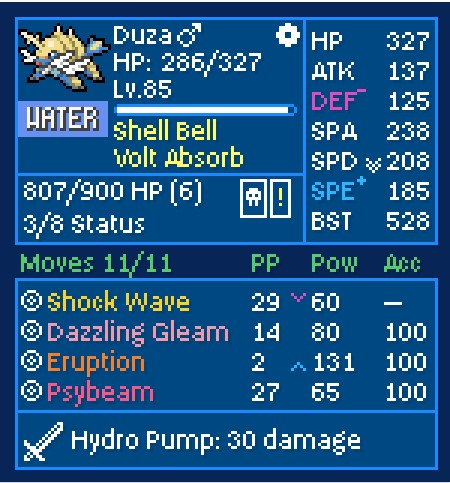 Duza♂
HP: 286/327
Lv.85
WATER
Shell Bell
Volt Absorb
807/900 HP (6)
3/8 Status
!
HP 327
ATK 137
DEF- 125
SPA 238
SPD 208
SPE+ 185
BST 528
Moves 11/11 PP Pow Acc
Shock Wave 29 60 —
Dazzling Gleam 14 80 100
Eruption 2 131 100
Psybeam 27 65 100
Hydro Pump: 30 damage